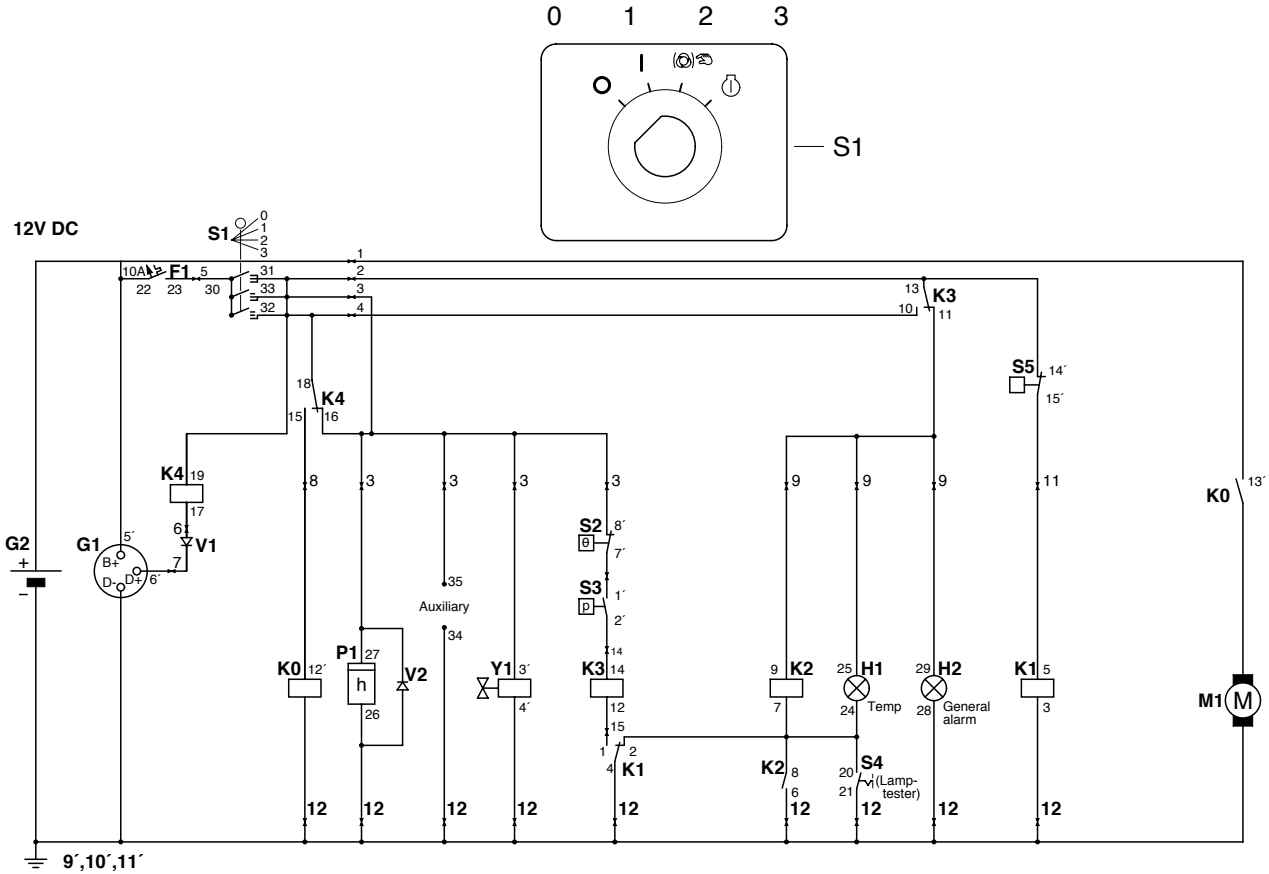 0 1 2 3
S1
12V DC
S1
0
1
2
3
1
10A F1 5 31 2
22 23 30 33 3
32 4
13 K3
10 11
S5 14´
15´
18 K4
15 16
K4 19
17
8 3 3 3 3 9 9 9 11
K0 13´
6
V1
G2 G1 5´
+ B+
D- D+ 6´ 7
–
S2 8´
θ 7´
35
Auxiliary
34
S3 1´
p 2´
14
K0 12´
P1 27
h
26
V2
Y1 3´
4´
K3 14
12
15
9 K2
7
25 H1
24 Temp
29 H2
28 General
alarm
K1 5
3
M1 M
1 2
4 K1
K2 8
6
20 S4
21 (Lamp-
tester)
12 12 12 12 12 12 12 12 12
9´,10´,11´